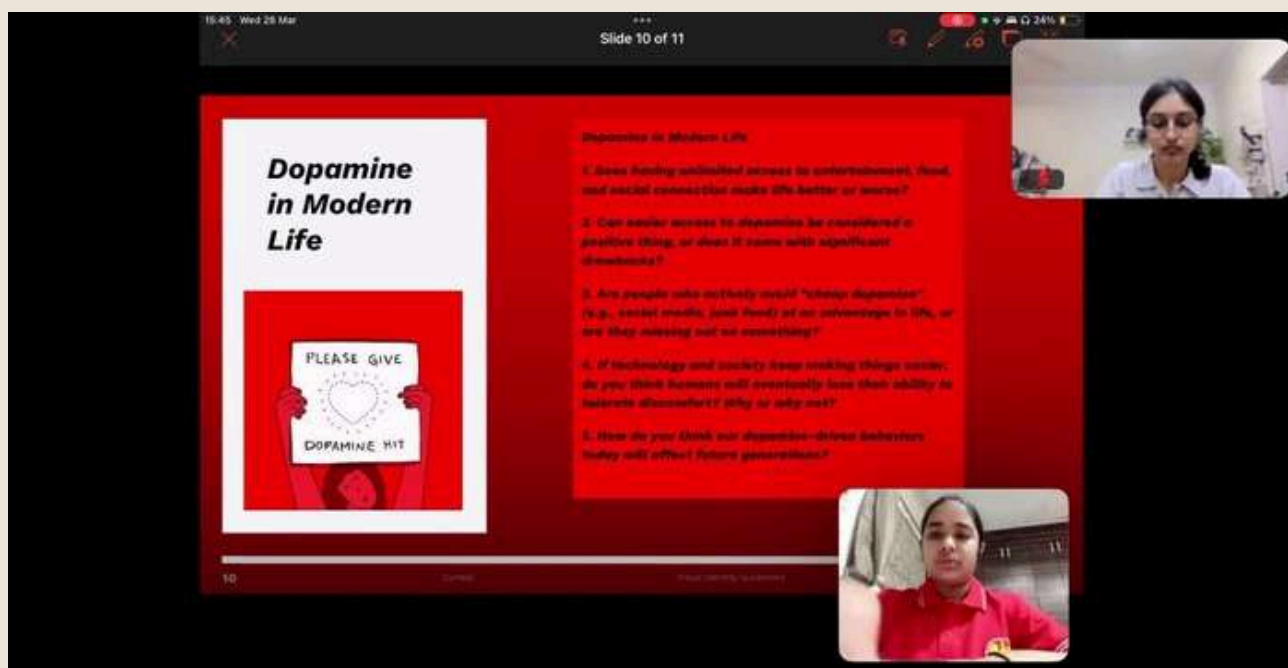 15:45 Wed 26 Mar
24%
Slide 10 of 11
Dopamine
in Modern
Life
PLEASE GIVE
DOPAMINE HIT
Dopamine in Modern Life
1. Does having unlimited access to entertainment, food,
and social connection make life better or worse?
2. Can easier access to dopamine be considered a
positive thing, or does it come with significant
drawbacks?
3. Are people who actively avoid "cheap dopamine"
(e.g., social media, junk food) at an advantage in life, or
are they missing out on something?
4. If technology and society keep making things easier,
do you think humans will eventually lose their ability to
tolerate discomfort? Why or why not?
5. How do you think our dopamine-driven behaviors
today will affect future generations?
10